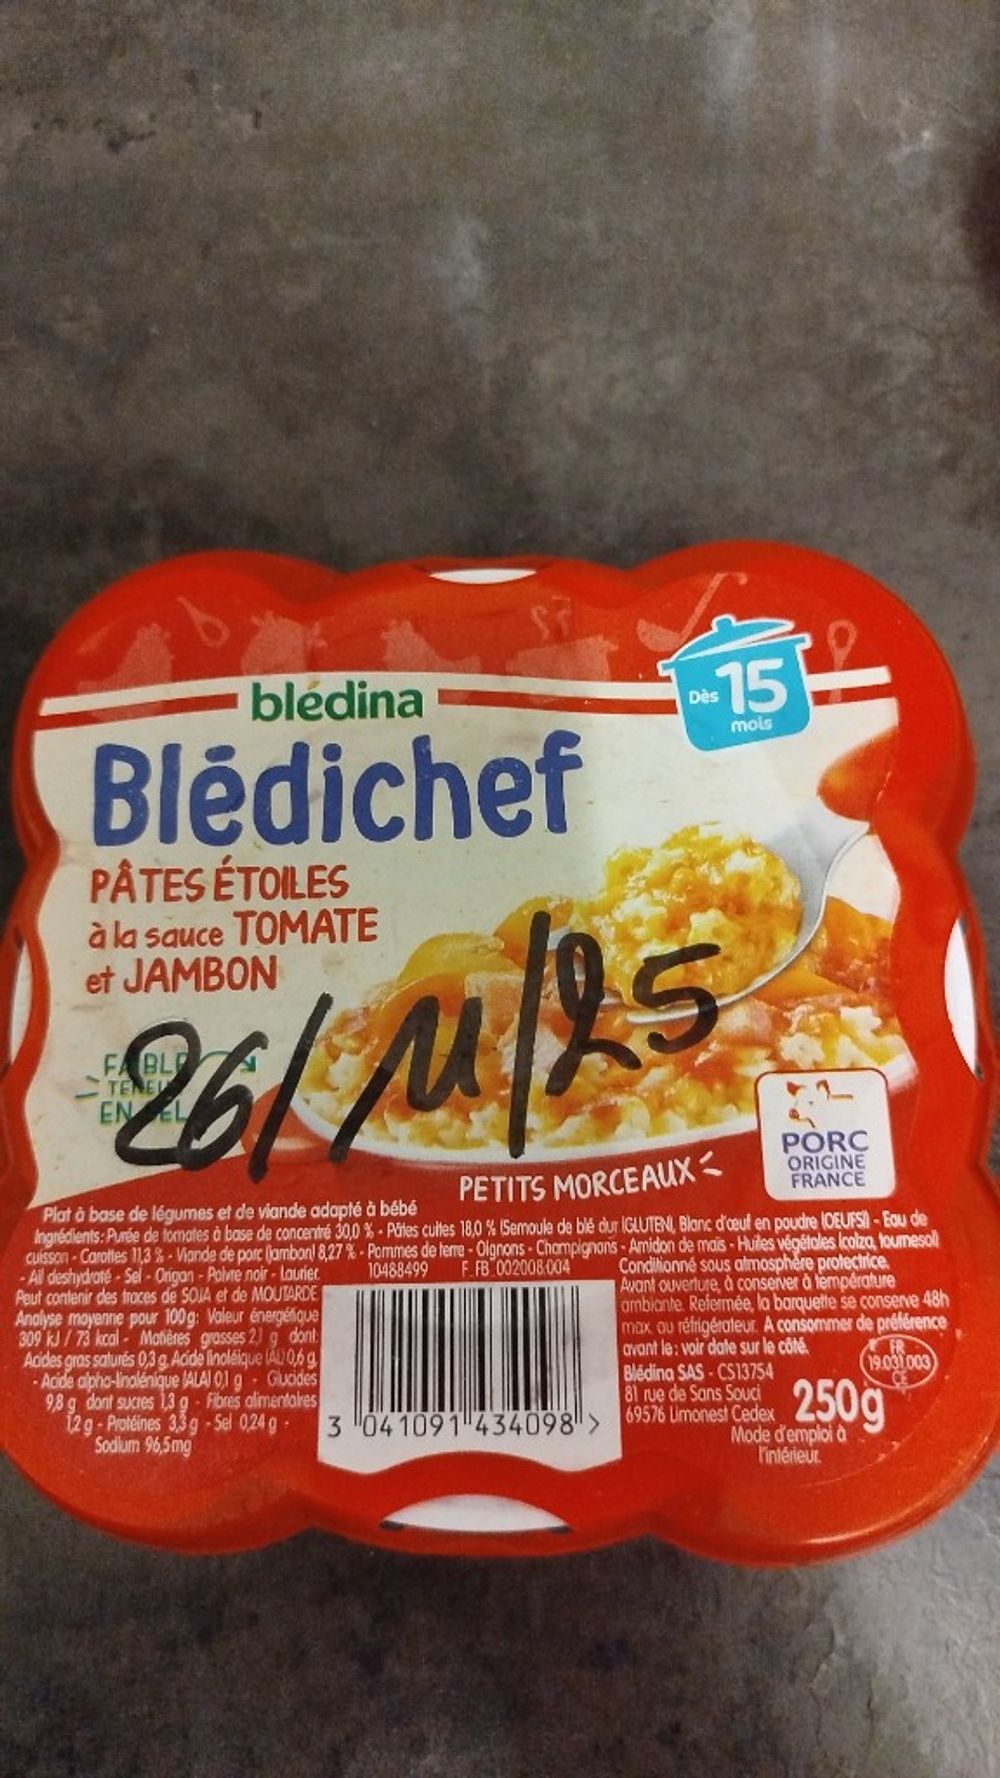 blédina
Blédichef
Dès 15 mois
PÂTES ÉTOILES
à la sauce TOMATE
et JAMBON
26/11/25
FAIBLE
TENEUR
EN SEL
PORC
ORIGINE
FRANCE
PETITS MORCEAUX
Plat à base de légumes et de viande adapté à bébé
Ingrédients: Purée de tomates à base de concentré 30,0 % - Pâtes cuites 18,0 % (Semoule de blé dur (GLUTEN), Blanc d'œuf en poudre (OEUFS)) - Eau de
cuisson - Carottes 11,3 % - Viande de porc (jambon) 8,27 % - Pommes de terre - Oignons - Champignons - Amidon de maïs - Huiles végétales (colza, tournesol)
- Ail deshydraté - Sel - Origan - Poivre noir - Laurier.
Peut contenir des traces de SOJA et de MOUTARDE
Analyse moyenne pour 100g: Valeur énergétique
309 kJ / 73 kcal - Matières grasses 2,1 g dont:
Acides gras saturés 0,3 g, Acide linoléique (AL) 0,6 g,
- Acide alpha-linolénique (ALA) 0,1 g - Glucides
9,8 g dont sucres 1,3 g - Fibres alimentaires
1,2 g - Protéines 3,3 g - Sel 0,24 g -
Sodium 96,5mg
10488499 F_FB_002008.004
3 041091 434098 >
Conditionné sous atmosphère protectrice.
Avant ouverture, à conserver à température
ambiante. Refermée, la barquette se conserve 48h
max. au réfrigérateur. A consommer de préférence
avant le: voir date sur le côté.
Blédina SAS - CS13754
81 rue de Sans Souci
69576 Limonest Cedex
FR
19.031.003
CE
250g
Mode d'emploi à
l'intérieur.